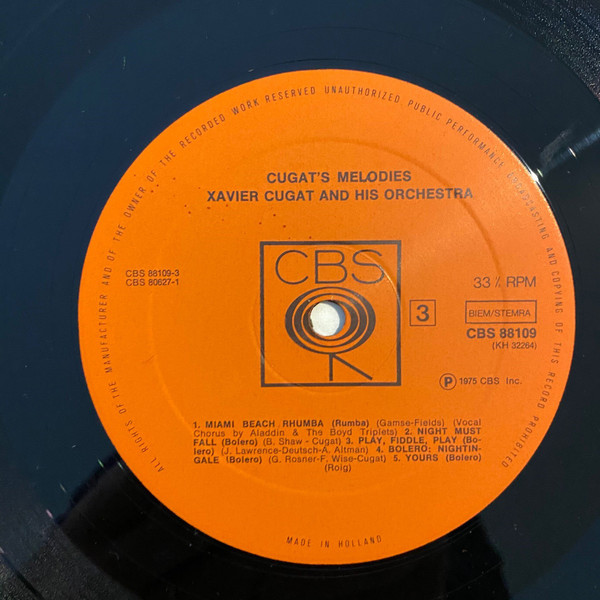 ALL RIGHTS OF THE MANUFACTURER AND OF THE OWNER OF THE RECORDED WORK RESERVED UNAUTHORIZED PUBLIC PERFORMANCE BROADCASTING AND COPYING OF THIS RECORD PROHIBITED
CUGAT'S MELODIES
XAVIER CUGAT AND HIS ORCHESTRA
CBS 88109-3
CBS 80627-1
CBS
33⅓ RPM
3
BIEM/STEMRA
CBS 88109
(KH 32264)
Ⓟ 1975 CBS Inc.
1. MIAMI BEACH RHUMBA (Rumba) (Gamse-Fields) (Vocal
Chorus by Aladdin & The Boyd Triplets) 2. NIGHT MUST
FALL (Bolero) (B. Shaw - Cugat) 3. PLAY, FIDDLE, PLAY (Bo-
lero) (J. Lawrence-Deutsch-A. Altman) 4. BOLERO: NIGHTIN-
GALE (Bolero) (G. Rosner-F. Wise-Cugat) 5. YOURS (Bolero)
(Roig)
MADE IN HOLLAND